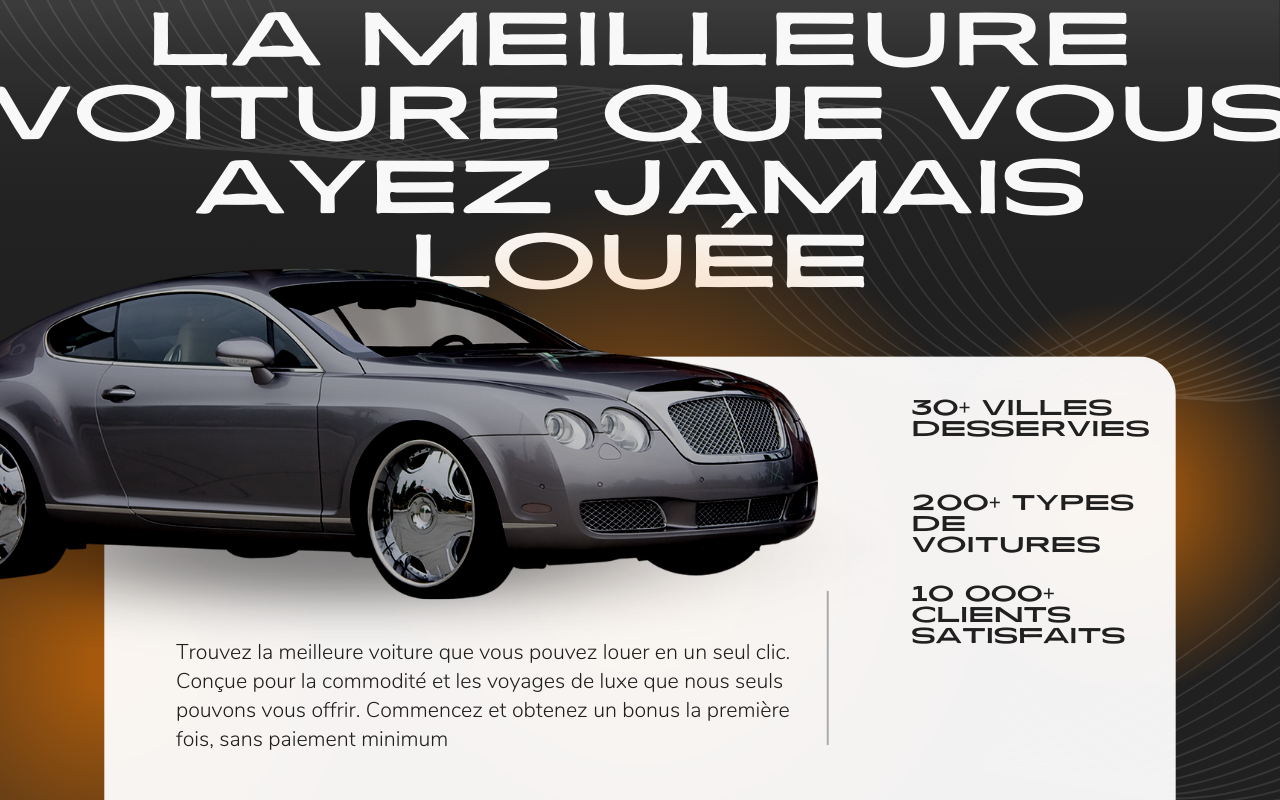 LA MEILLEURE
VOITURE QUE VOUS
AYEZ JAMAIS
LOUÉE
30+ VILLES
DESSERVIES
200+ TYPES
DE
VOITURES
10 000+
CLIENTS
SATISFAITS
Trouvez la meilleure voiture que vous pouvez louer en un seul clic.
Conçue pour la commodité et les voyages de luxe que nous seuls
pouvons vous offrir. Commencez et obtenez un bonus la première
fois, sans paiement minimum